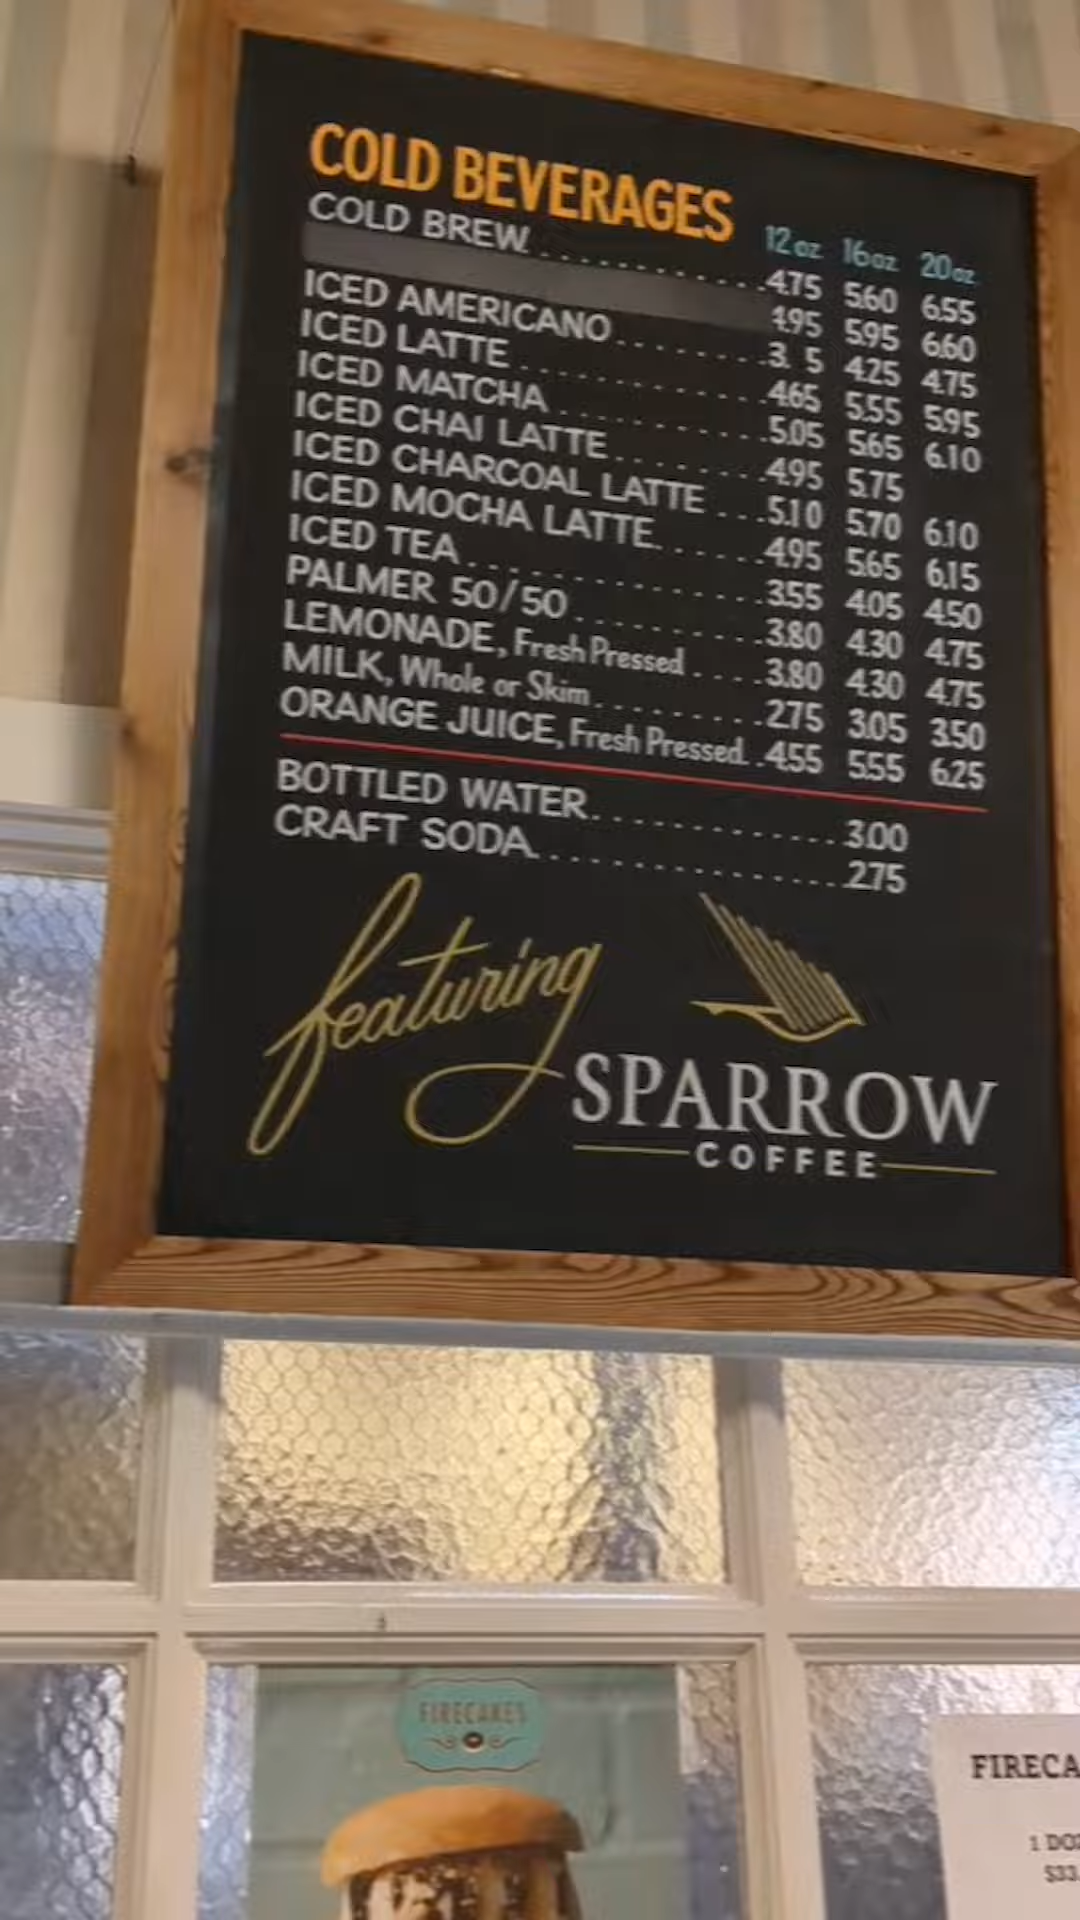 COLD BEVERAGES 12oz 16oz 20oz
COLD BREW 4.75 5.60 6.55
4.95 5.95 6.60
ICED AMERICANO 3. 5 4.25 4.75
ICED LATTE 4.65 5.55 5.95
ICED MATCHA 5.05 5.65 6.10
ICED CHAI LATTE 4.95 5.75
ICED CHARCOAL LATTE 5.10 5.70 6.10
ICED MOCHA LATTE 4.95 5.65 6.15
ICED TEA 3.55 4.05 4.50
PALMER 50/50 3.80 4.30 4.75
LEMONADE, Fresh Pressed 3.80 4.30 4.75
MILK, Whole or Skim 2.75 3.05 3.50
ORANGE JUICE, Fresh Pressed 4.55 5.55 6.25
BOTTLED WATER 3.00
CRAFT SODA 2.75
featuring
SPARROW
COFFEE
FIRECAKES
FIRECA
1 DO
$33